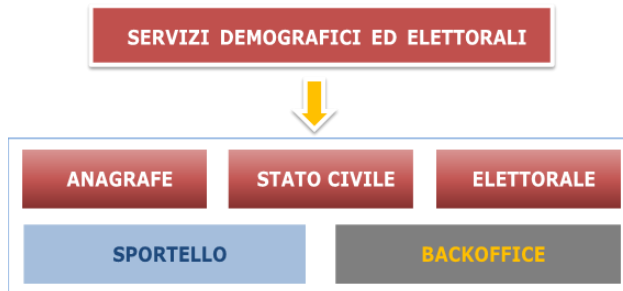 SERVIZI DEMOGRAFICI ED ELETTORALI
ANAGRAFE
STATO CIVILE
ELETTORALE
SPORTELLO
BACKOFFICE